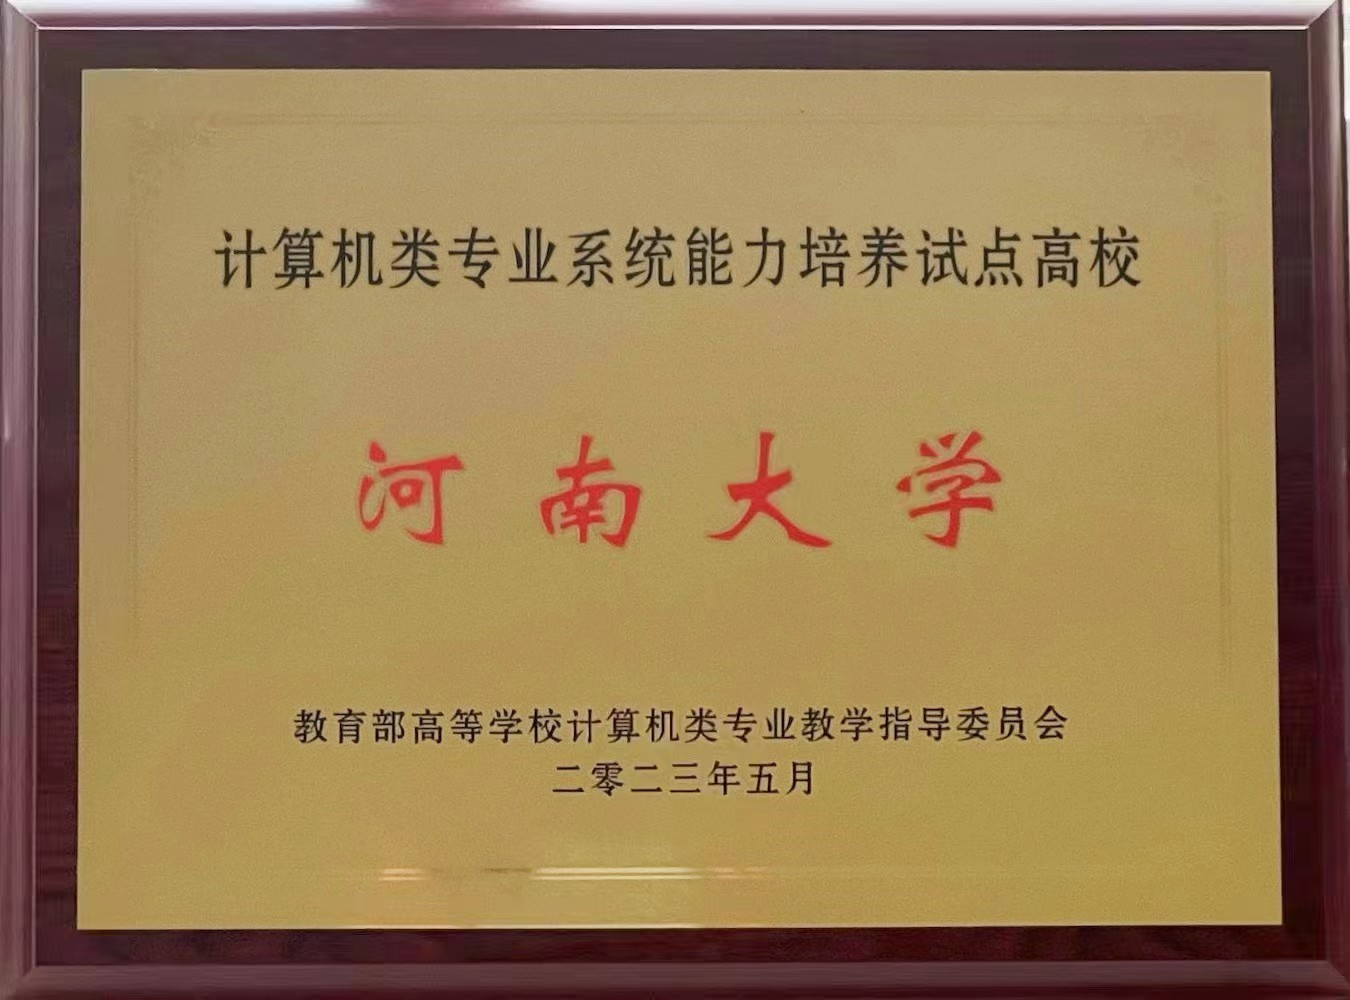 计算机类专业系统能力培养试点高校
河南大学
教育部高等学校计算机类专业教学指导委员会
二零二三年五月